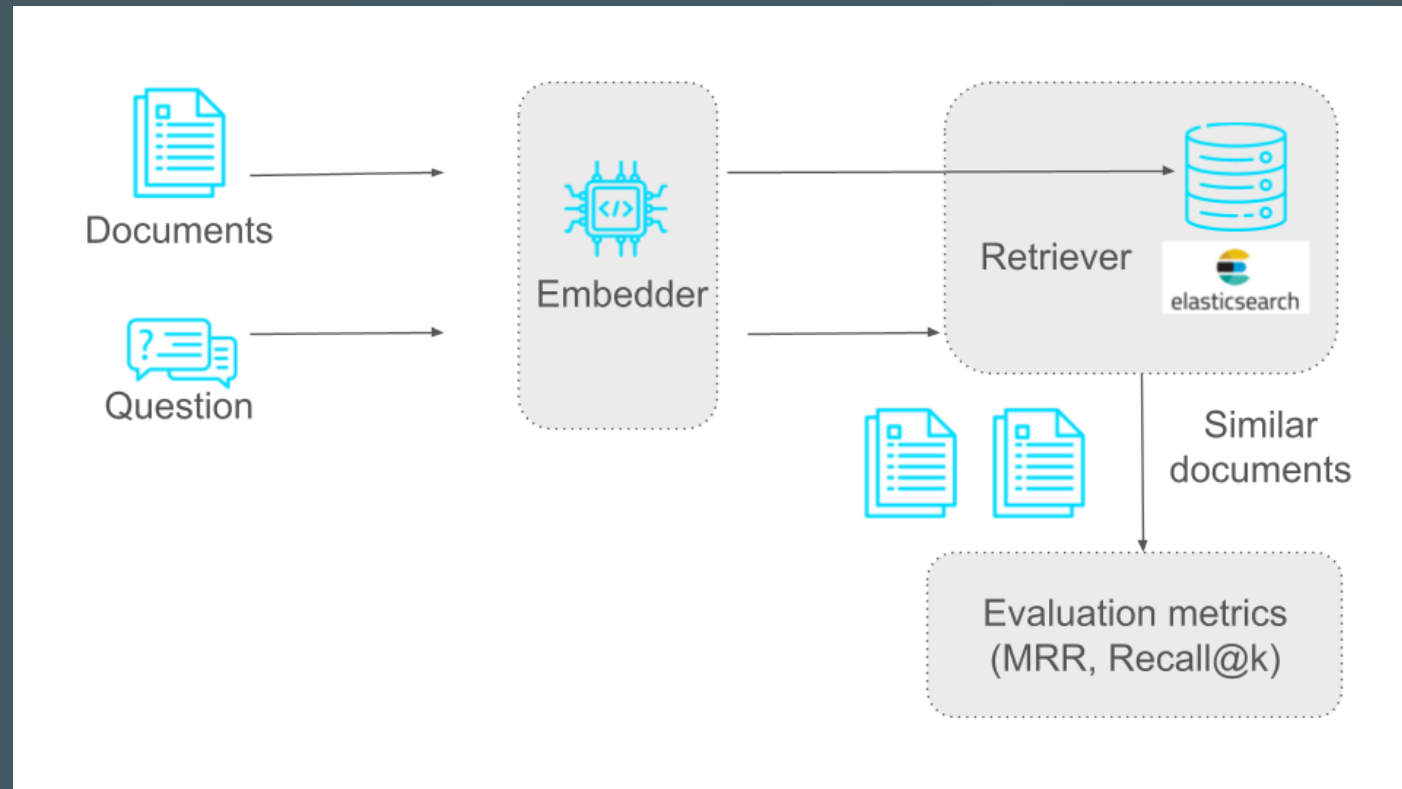 Documents
Question
?
</>
Embedder
Retriever
elasticsearch
Similar
documents
Evaluation metrics
(MRR, Recall@k)